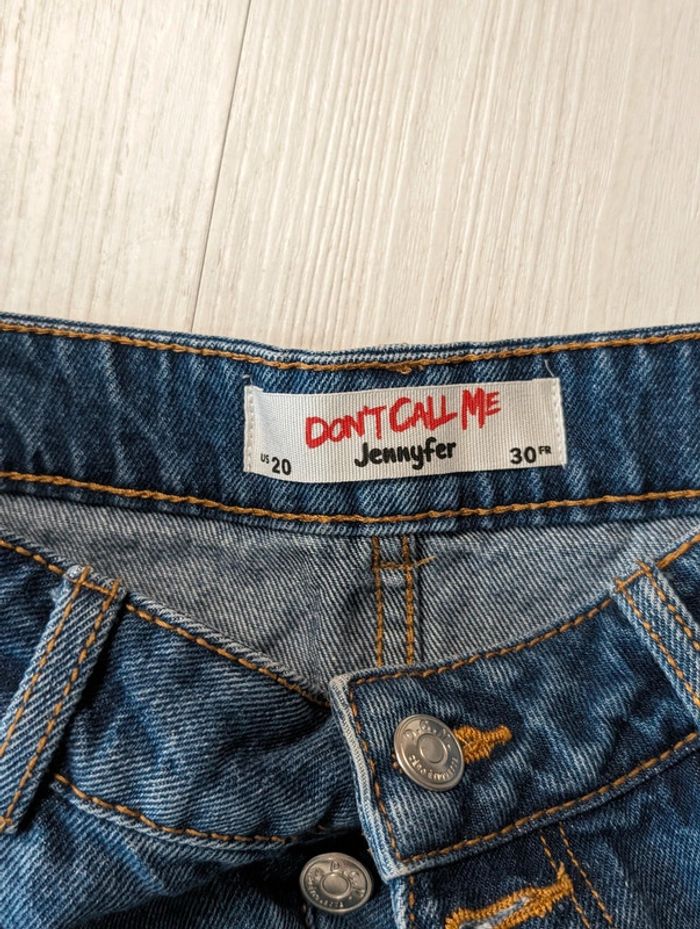 DON'T CALL ME
Jennyfer
US 20
30 FR
D.C.M